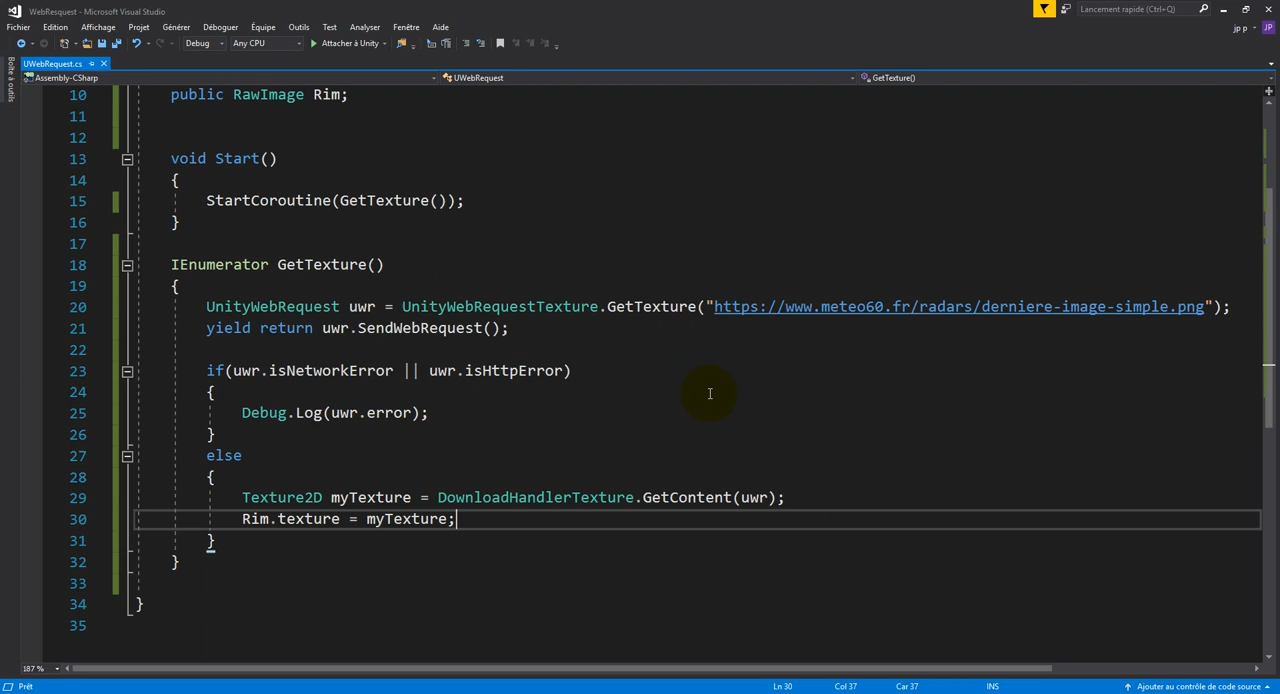 WebResquest - Microsoft Visual Studio
Lancement rapide (Ctrl+Q)
Fichier Edition Affichage Projet Générer Déboguer Équipe Outils Test Analyser Fenêtre Aide
jp p JP
Debug Any CPU Attacher à Unity
UWebRequest.cs
Boîte à outils
Assembly-CSharp UWebRequest GetTexture()
10 public RawImage Rim;
11
12
13 void Start()
14 {
15 StartCoroutine(GetTexture());
16 }
17
18 IEnumerator GetTexture()
19 {
20 UnityWebRequest uwr = UnityWebRequestTexture.GetTexture("https://www.meteo60.fr/radars/derniere-image-simple.png");
21 yield return uwr.SendWebRequest();
22
23 if(uwr.isNetworkError || uwr.isHttpError)
24 {
25 Debug.Log(uwr.error);
26 }
27 else
28 {
29 Texture2D myTexture = DownloadHandlerTexture.GetContent(uwr);
30 Rim.texture = myTexture;
31 }
32 }
33
34 }
35
187 %
Prêt Ln 30 Col 37 Car 37 INS Ajouter au contrôle de code source